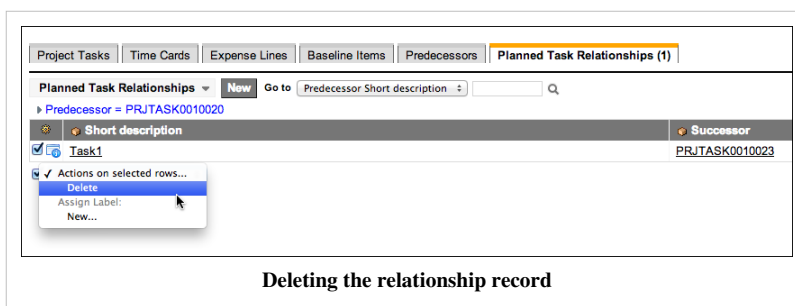 Project Tasks Time Cards Expense Lines Baseline Items Predecessors Planned Task Relationships (1)
Planned Task Relationships New Go to Predecessor Short description
Predecessor = PRJTASK0010020
Short description Successor
Task1 PRJTASK0010023
Actions on selected rows...
Delete
Assign Label:
New...
Deleting the relationship record